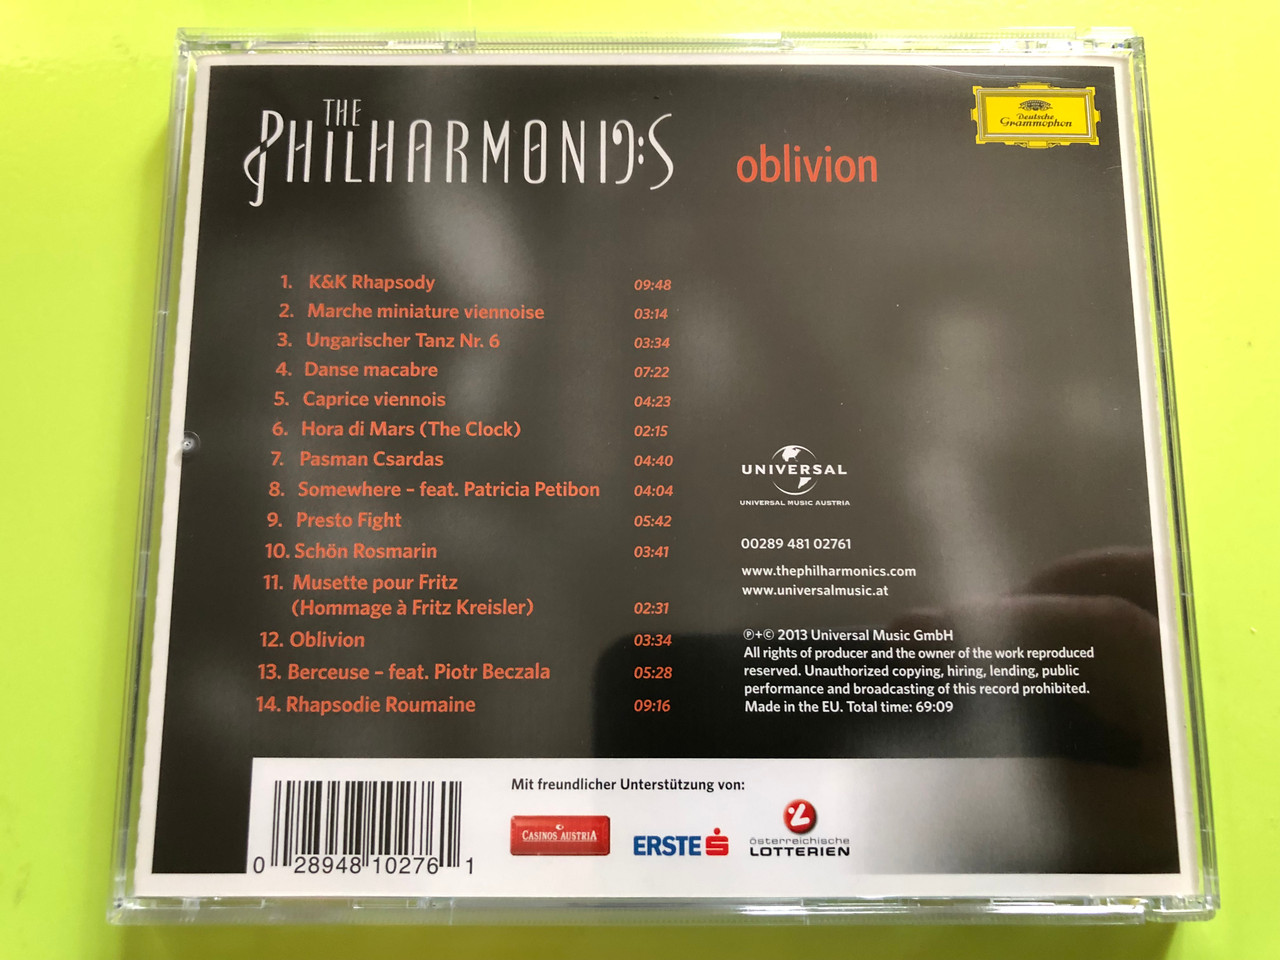 THE
PHILHARMONICS
oblivion
Deutsche
Grammophon
1. K&K Rhapsody 09:48
2. Marche miniature viennoise 03:14
3. Ungarischer Tanz Nr. 6 03:34
4. Danse macabre 07:22
5. Caprice viennois 04:23
6. Hora di Mars (The Clock) 02:15
7. Pasman Csardas 04:40
8. Somewhere – feat. Patricia Petibon 04:04
9. Presto Fight 05:42
10. Schön Rosmarin 03:41
11. Musette pour Fritz
(Hommage à Fritz Kreisler) 02:31
12. Oblivion 03:34
13. Berceuse – feat. Piotr Beczala 05:28
14. Rhapsodie Roumaine 09:16
UNIVERSAL
UNIVERSAL MUSIC AUSTRIA
00289 481 02761
www.thephilharmonics.com
www.universalmusic.at
℗+© 2013 Universal Music GmbH
All rights of producer and the owner of the work reproduced
reserved. Unauthorized copying, hiring, lending, public
performance and broadcasting of this record prohibited.
Made in the EU. Total time: 69:09
Mit freundlicher Unterstützung von:
CASINOS AUSTRIA
ERSTE
österreichische
LOTTERIEN
0 28948 10276 1